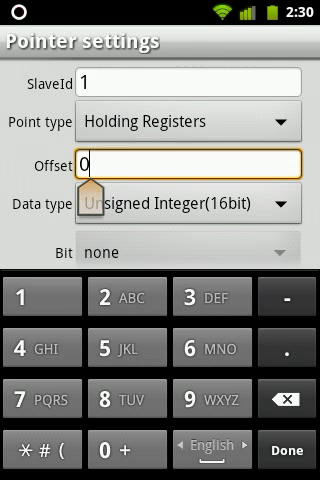 2:30
Pointer settings
SlaveId 1
Point type Holding Registers
Offset 0
Data type Unsigned Integer(16bit)
Bit none
1 2 ABC 3 DEF -
4 GHI 5 JKL 6 MNO .
7 PQRS 8 TUV 9 WXYZ
* # ( 0 + English Done